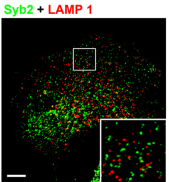 Syb2 + LAMP 1